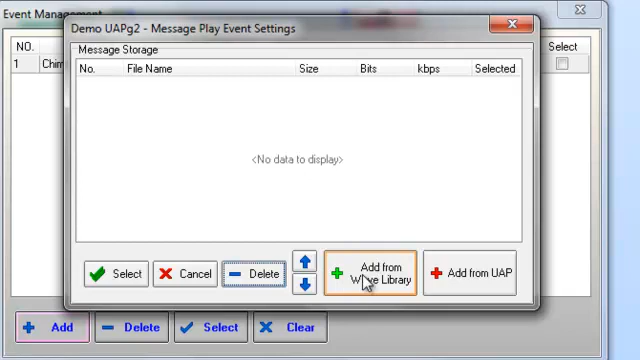 Event Management
Demo UAPg2 - Message Play Event Settings
Message Storage
No. File Name Size Bits kbps Selected
NO. Select
1 Chim
<No data to display>
Select Cancel Delete Add from Wave Library Add from UAP
Add Delete Select Clear